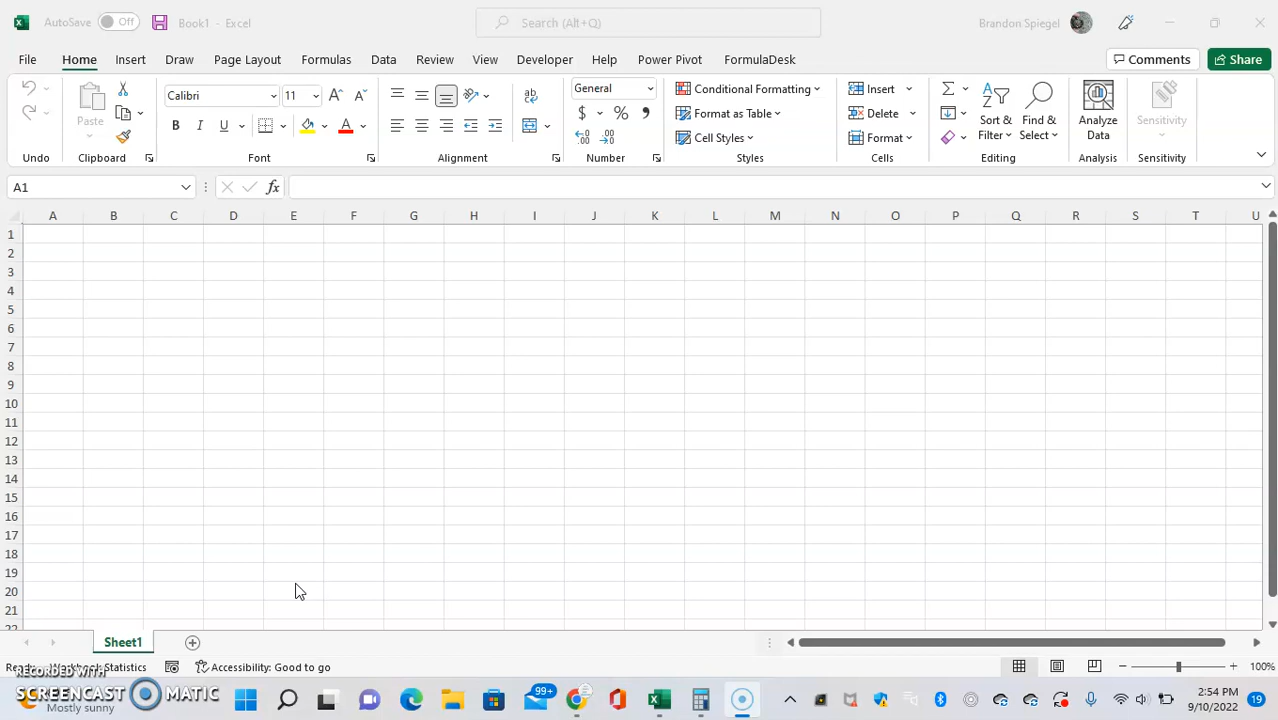 AutoSave Off Book1 - Excel Search (Alt+Q) Brandon Spiegel
File Home Insert Draw Page Layout Formulas Data Review View Developer Help Power Pivot FormulaDesk Comments Share
Calibri 11 General Conditional Formatting Insert
Paste Format as Table Delete Sort & Filter Find & Select Analyze Data Sensitivity
B I U $ % Cell Styles Format
Undo Clipboard Font Alignment Number Styles Cells Editing Analysis Sensitivity
A1 fx
A B C D E F G H I J K L M N O P Q R S T U
1
2
3
4
5
6
7
8
9
10
11
12
13
14
15
16
17
18
19
20
21
22
Sheet1
Statistics Accessibility: Good to go 100%
RECORDED WITH
SCREENCAST MATIC
Mostly sunny 99+ 2:54 PM 19
9/10/2022